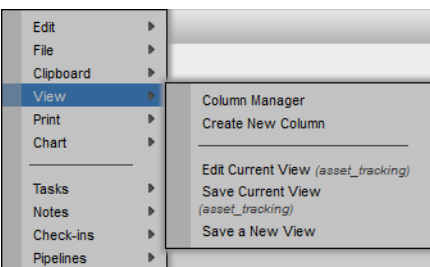 Edit
File
Clipboard
View
Print
Chart
Tasks
Notes
Check-ins
Pipelines
Column Manager
Create New Column
Edit Current View (asset_tracking)
Save Current View
(asset_tracking)
Save a New View